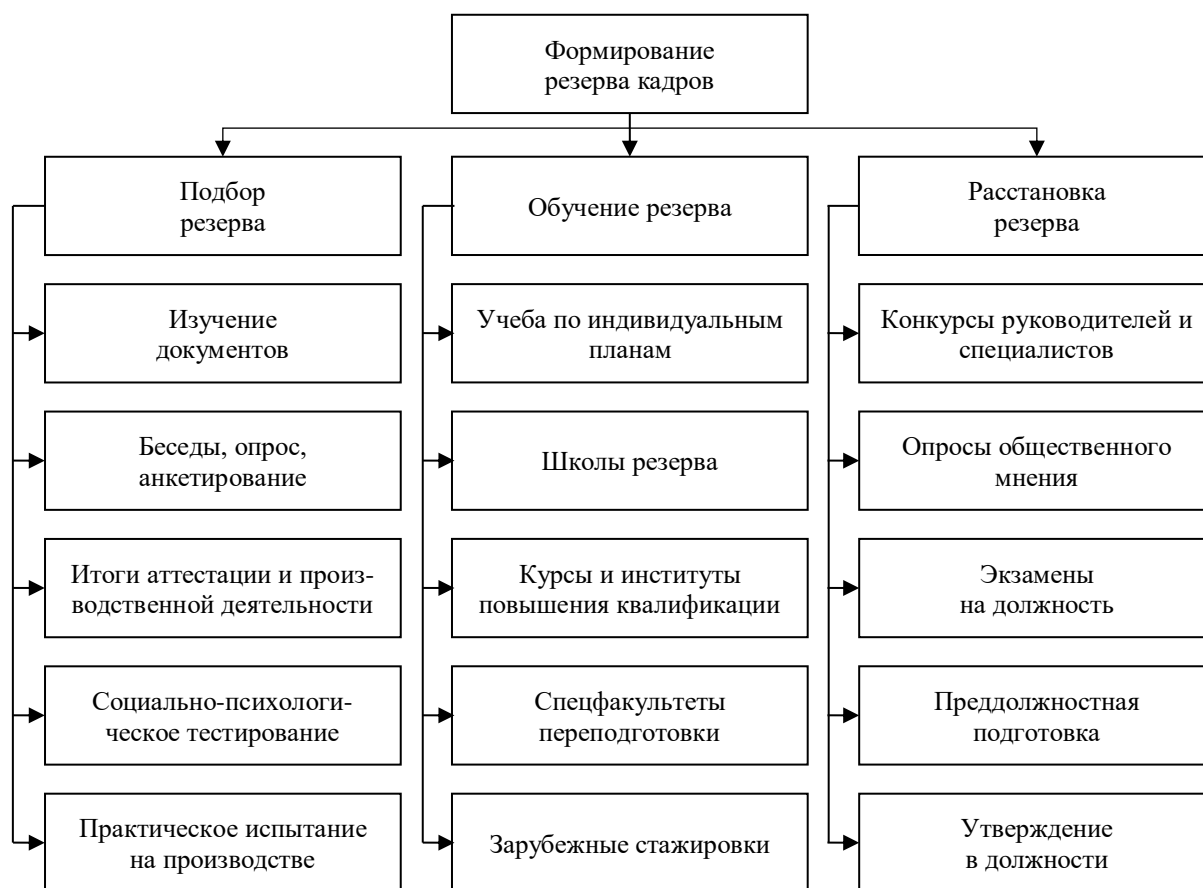 Формирование
резерва кадров
Подбор
резерва
Обучение резерва
Расстановка
резерва
Изучение
документов
Учеба по индивидуальным
планам
Конкурсы руководителей и
специалистов
Беседы, опрос,
анкетирование
Школы резерва
Опросы общественного
мнения
Итоги аттестации и произ-
водственной деятельности
Курсы и институты
повышения квалификации
Экзамены
на должность
Социально-психологи-
ческое тестирование
Спецфакультеты
переподготовки
Преддолжностная
подготовка
Практическое испытание
на производстве
Зарубежные стажировки
Утверждение
в должности